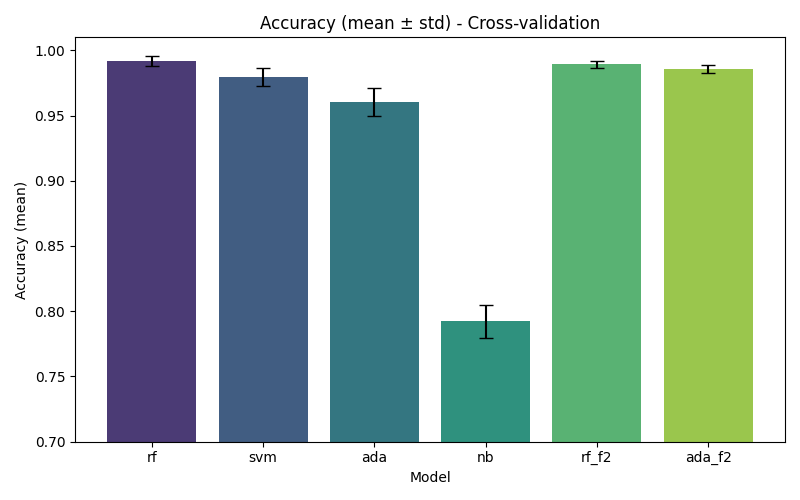 Accuracy (mean ± std) - Cross-validation
Accuracy (mean)
1.00
0.95
0.90
0.85
0.80
0.75
0.70
rf svm ada nb rf_f2 ada_f2
Model